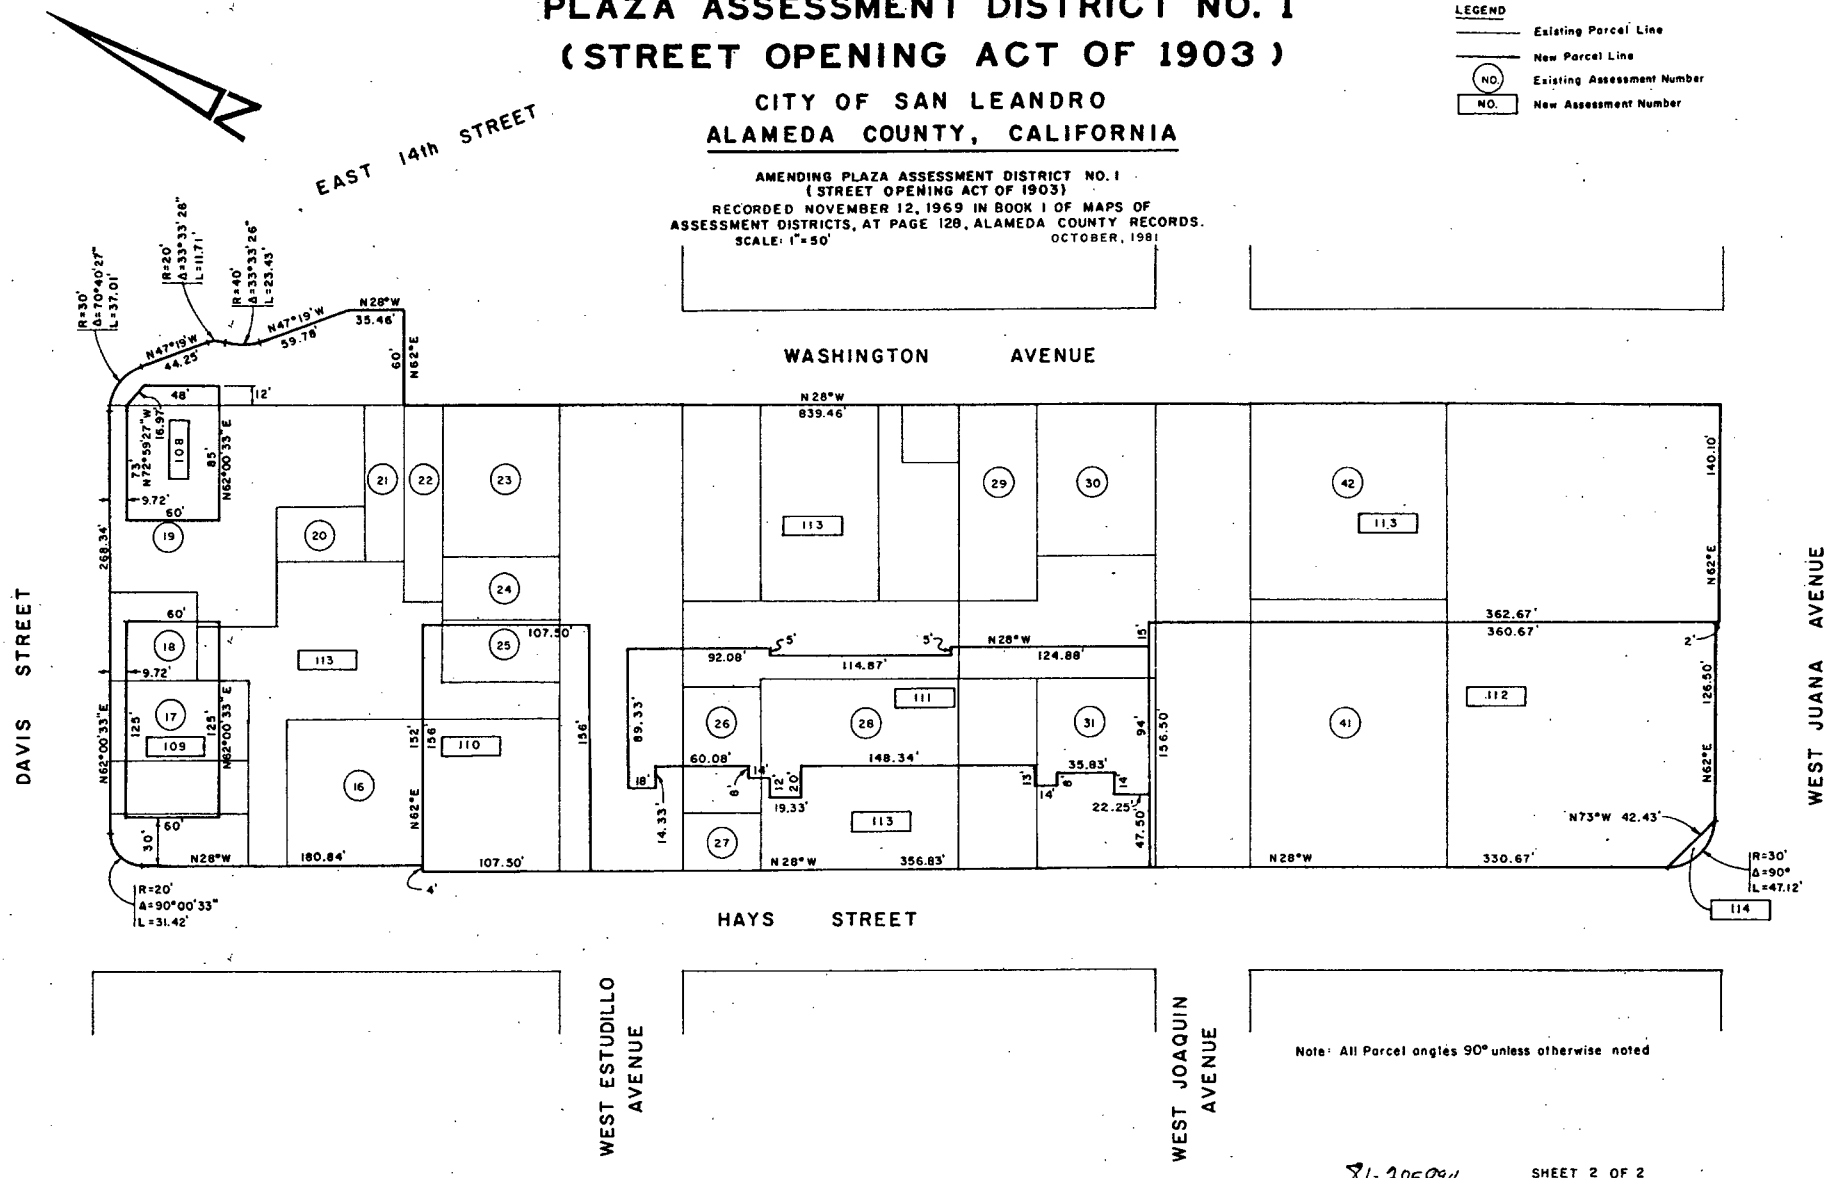 PLAZA ASSESSMENT DISTRICT NO. 1
(STREET OPENING ACT OF 1903)
CITY OF SAN LEANDRO
ALAMEDA COUNTY, CALIFORNIA
AMENDING PLAZA ASSESSMENT DISTRICT NO. 1
(STREET OPENING ACT OF 1903)
RECORDED NOVEMBER 12, 1969 IN BOOK 1 OF MAPS OF
ASSESSMENT DISTRICTS, AT PAGE 128, ALAMEDA COUNTY RECORDS.
SCALE: 1"=50' OCTOBER, 1981
LEGEND
Existing Parcel Line
New Parcel Line
NO. Existing Assessment Number
NO. New Assessment Number
N
EAST 14th STREET
R=30'
Δ=70°40'27"
L=37.01'
R=20'
Δ=33°33'26"
L=11.71'
R=40'
Δ=33°33'26"
L=23.43'
N47°19'W
44.25'
N47°19'W
59.78'
N28°W
35.46'
60'
N62°E
WASHINGTON AVENUE
N28°W
839.46'
48'
12'
16.97'
N72°59'27"W
73'
108
85'
N62°00'33"E
9.72'
60'
19
268.34'
20
21
22
23
24
25
29
30
42
113
113
140.10'
N62°E
362.67'
360.67'
2'
DAVIS STREET
WEST JUANA AVENUE
60'
18
9.72'
17
109
125'
125'
N62°00'33"E
N62°00'33"E
60'
30'
113
16
152'
156'
N62°E
110
107.50'
156'
92.08'
5'
114.87'
5'
N28°W
124.88'
15'
89.33'
18'
14.33'
60.08'
26
27
28
111
31
148.34'
14'
8'
12'
20'
19.33'
13'
14'
8'
35.83'
14'
22.25'
94'
156.50'
47.50'
113
41
112
126.50'
N62°E
N73°W 42.43'
N28°W
180.84'
107.50'
4'
N28°W
356.83'
N28°W
330.67'
R=20'
Δ=90°00'33"
L=31.42'
R=30'
Δ=90°
L=47.12'
114
HAYS STREET
WEST ESTUDILLO
AVENUE
WEST JOAQUIN
AVENUE
Note: All Parcel angles 90° unless otherwise noted
SHEET 2 OF 2